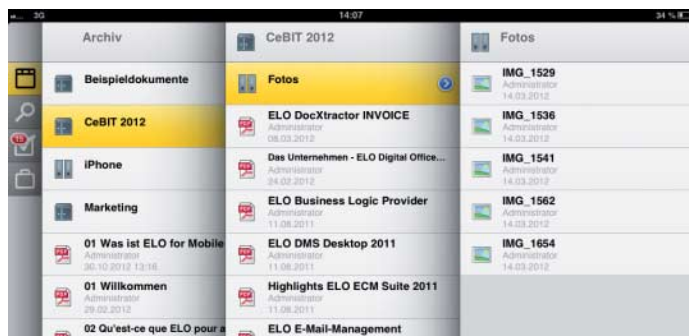 3G 14:07 34 %
Archiv
Beispieldokumente
CeBIT 2012
iPhone
Marketing
01 Was ist ELO for Mobile
Administrator
30.10.2012 13:16
01 Willkommen
Administrator
29.02.2012
02 Qu'est-ce que ELO pour a
CeBIT 2012
Fotos
ELO DocXtractor INVOICE
Administrator
08.03.2012
Das Unternehmen - ELO Digital Office...
Administrator
24.02.2012
ELO Business Logic Provider
Administrator
11.08.2011
ELO DMS Desktop 2011
Administrator
11.08.2011
Highlights ELO ECM Suite 2011
Administrator
11.08.2011
ELO E-Mail-Management
Fotos
IMG_1529
Administrator
14.03.2012
IMG_1536
Administrator
14.03.2012
IMG_1541
Administrator
14.03.2012
IMG_1562
Administrator
14.03.2012
IMG_1654
Administrator
14.03.2012